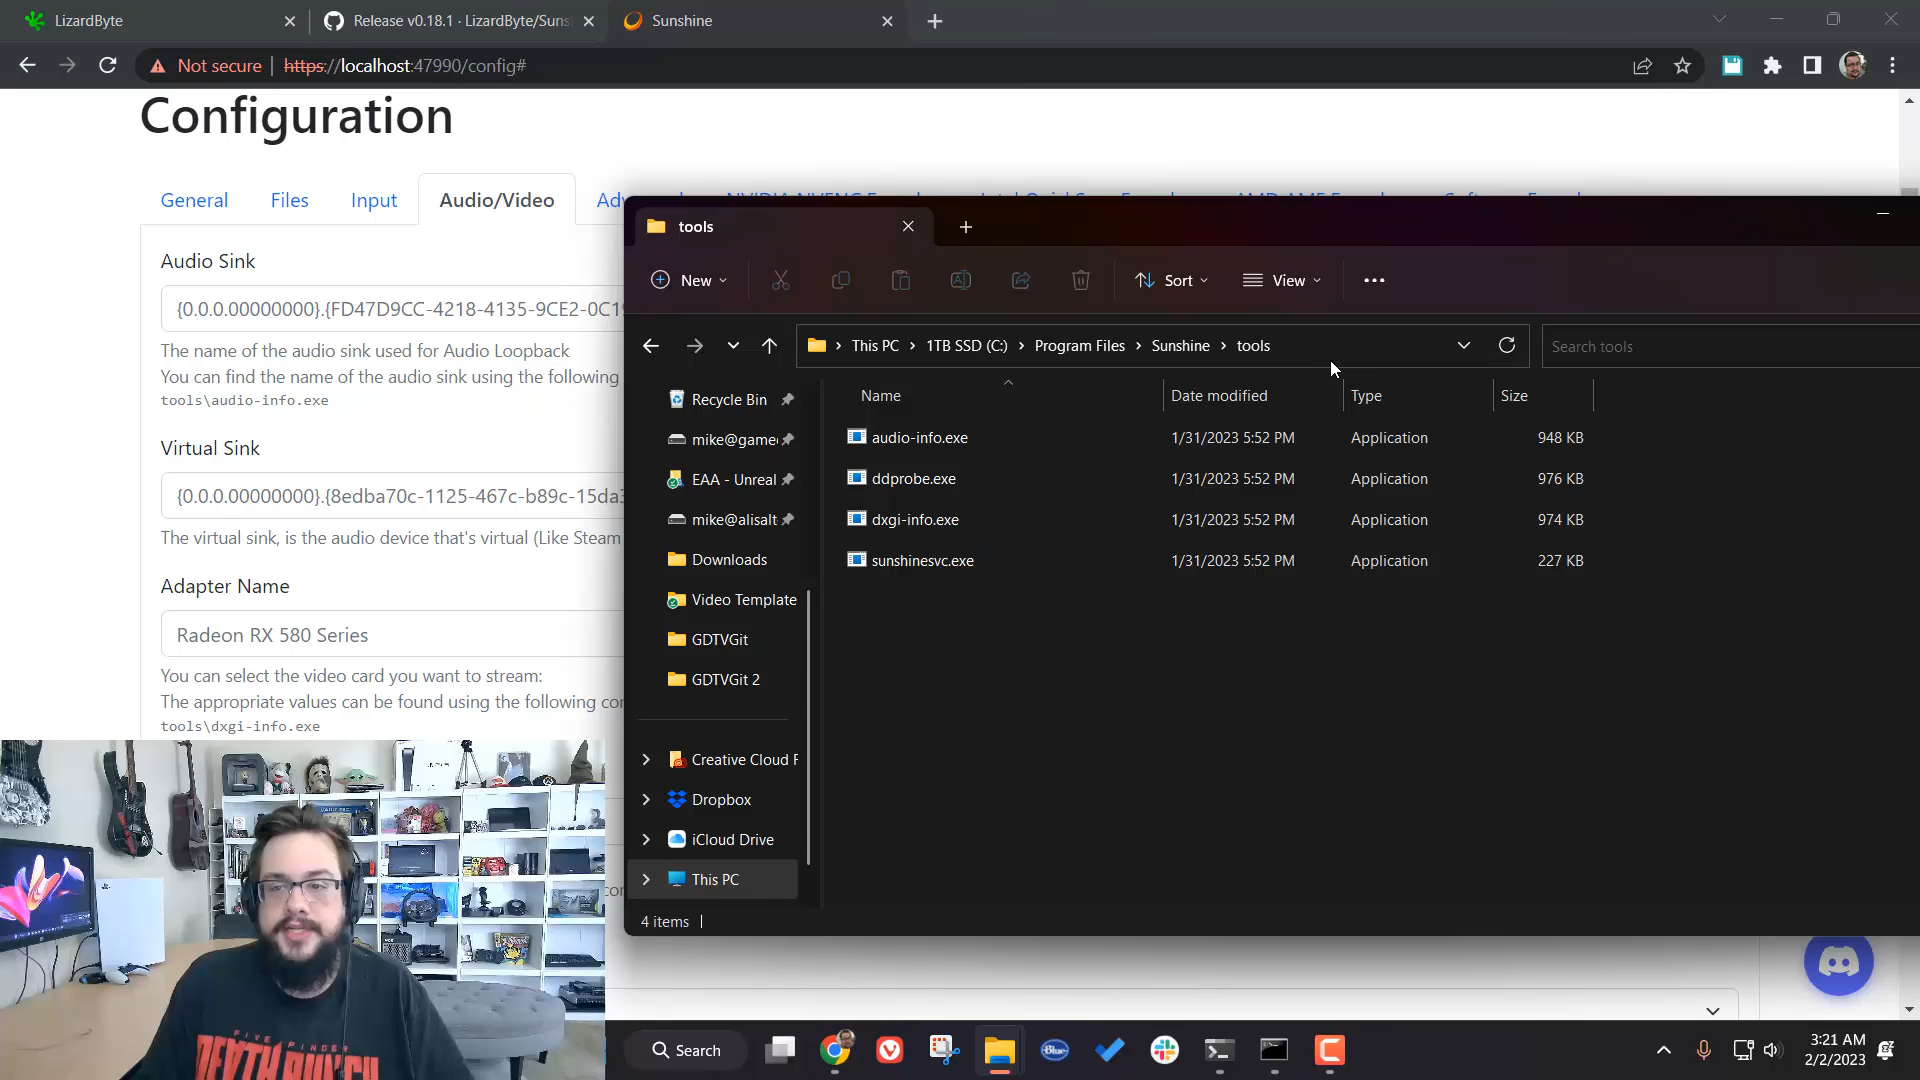 LizardByte
Release v0.18.1 · LizardByte/Suns
Sunshine
Not secure
https://localhost:47990/config#
Configuration
General
Files
Input
Audio/Video
Audio Sink
{0.0.0.00000000}.{FD47D9CC-4218-4135-9CE2-0C19
The name of the audio sink used for Audio Loopback
You can find the name of the audio sink using the following
tools\audio-info.exe
Virtual Sink
{0.0.0.00000000}.{8edba70c-1125-467c-b89c-15da3
The virtual sink, is the audio device that's virtual (Like Steam
Adapter Name
Radeon RX 580 Series
You can select the video card you want to stream:
The appropriate values can be found using the following co
tools\dxgi-info.exe
tools
New
Sort
View
This PC
1TB SSD (C:)
Program Files
Sunshine
tools
Search tools
Name
Date modified
Type
Size
Recycle Bin
mike@game
EAA - Unreal
mike@alisalt
Downloads
Video Template
GDTVGit
GDTVGit 2
Creative Cloud F
Dropbox
iCloud Drive
This PC
audio-info.exe 1/31/2023 5:52 PM Application 948 KB
ddprobe.exe 1/31/2023 5:52 PM Application 976 KB
dxgi-info.exe 1/31/2023 5:52 PM Application 974 KB
sunshinesvc.exe 1/31/2023 5:52 PM Application 227 KB
4 items
FIVE FINGER
DEATH PUNCH
Search
Blue
3:21 AM
2/2/2023